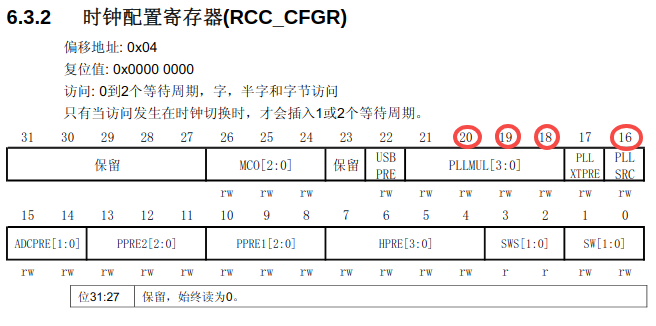 6.3.2 时钟配置寄存器(RCC_CFGR)
偏移地址: 0x04
复位值: 0x0000 0000
访问: 0到2个等待周期，字，半字和字节访问
只有当访问发生在时钟切换时，才会插入1或2个等待周期。
31 30 29 28 27 26 25 24 23 22 21 20 19 18 17 16
保留 MCO[2:0] 保留 USB PRE PLLMUL[3:0] PLL XTPRE PLL SRC
rw rw rw rw rw rw rw rw rw rw
15 14 13 12 11 10 9 8 7 6 5 4 3 2 1 0
ADCPRE[1:0] PPRE2[2:0] PPRE1[2:0] HPRE[3:0] SWS[1:0] SW[1:0]
rw rw rw rw rw rw rw rw rw rw rw rw r r rw rw
位31:27 保留，始终读为0。